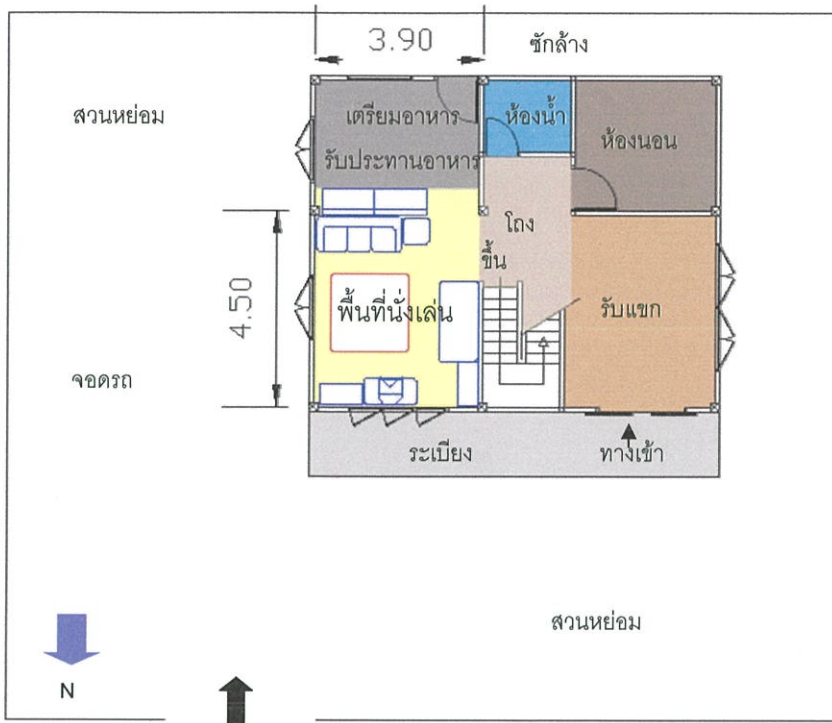 3.90
ซักล้าง
สวนหย่อม
เตรียมอาหาร
ห้องน้ำ
ห้องนอน
รับประทานอาหาร
โถง
ขึ้น
4.50
พื้นที่นั่งเล่น
รับแขก
จอดรถ
ระเบียง
ทางเข้า
สวนหย่อม
N